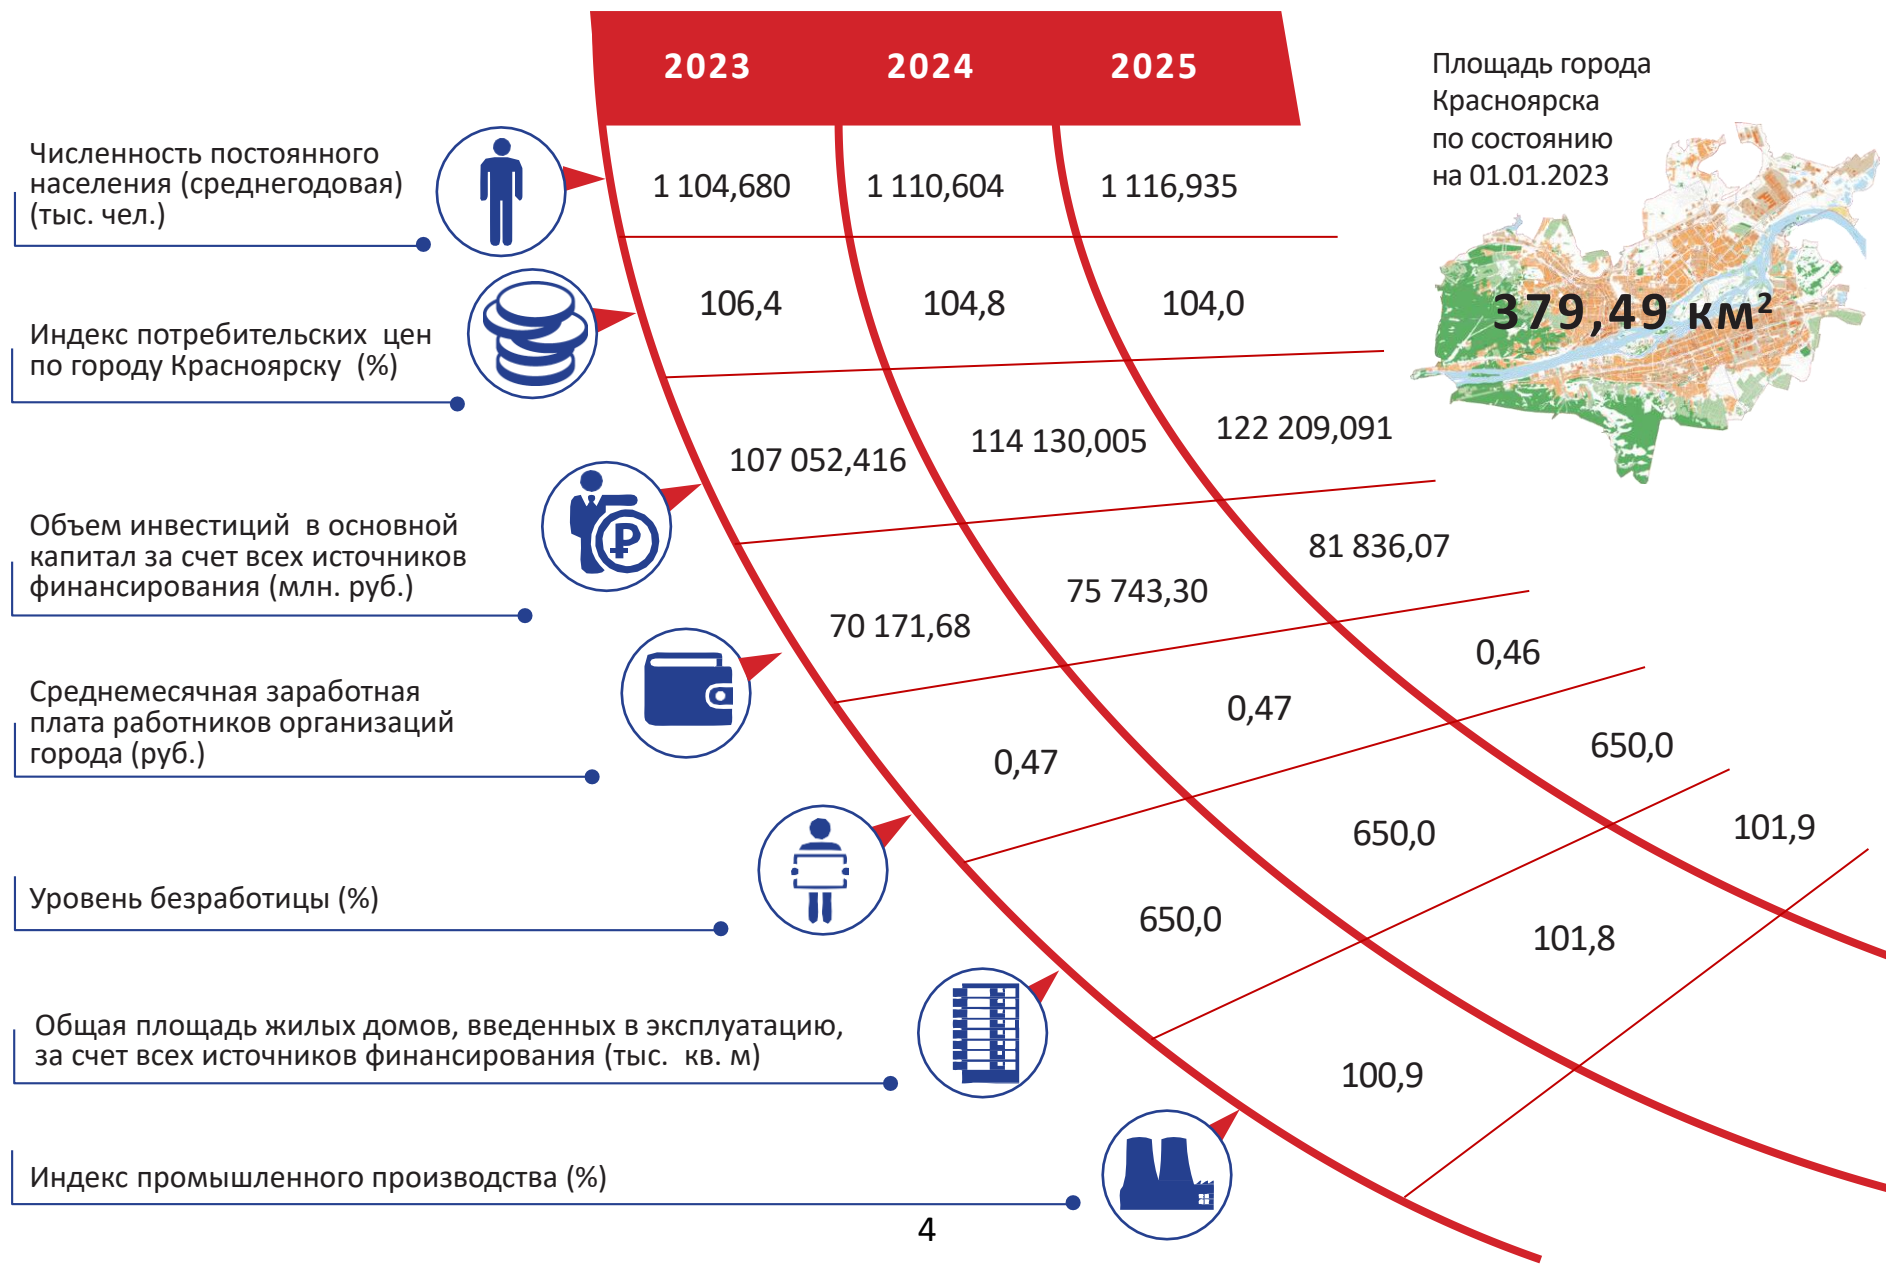 2023 2024 2025
Площадь города
Красноярска
по состоянию
на 01.01.2023
379,49 км²
Численность постоянного
населения (среднегодовая)
(тыс. чел.)
1 104,680 1 110,604 1 116,935
Индекс потребительских цен
по городу Красноярску (%)
106,4 104,8 104,0
Объем инвестиций в основной
капитал за счет всех источников
финансирования (млн. руб.)
107 052,416 114 130,005 122 209,091
Среднемесячная заработная
плата работников организаций
города (руб.)
70 171,68 75 743,30 81 836,07
Уровень безработицы (%)
0,47 0,47 0,46
Общая площадь жилых домов, введенных в эксплуатацию,
за счет всех источников финансирования (тыс. кв. м)
650,0 650,0 650,0
Индекс промышленного производства (%)
100,9 101,8 101,9
4